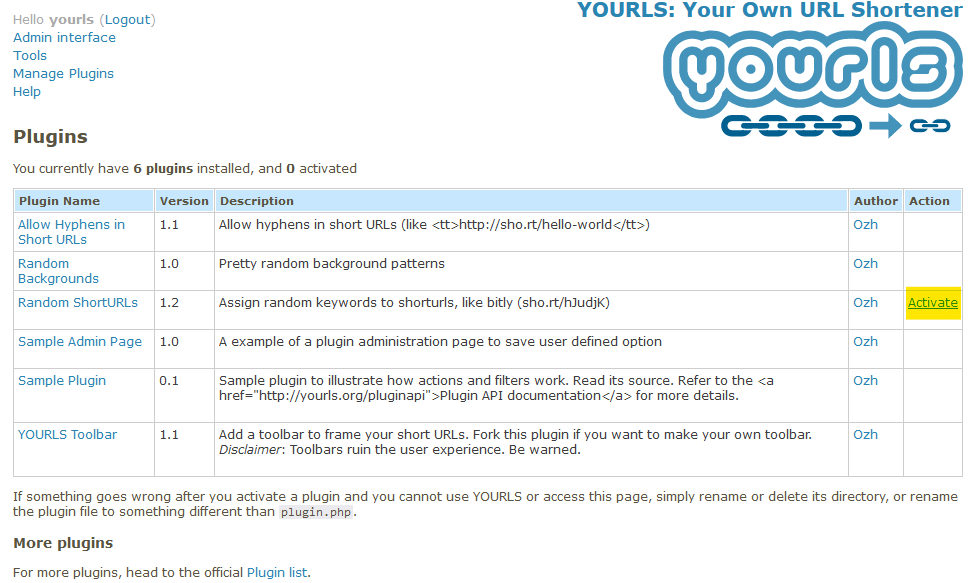 Hello yourls (Logout)
Admin interface
Tools
Manage Plugins
Help
YOURLS: Your Own URL Shortener
yourls
Plugins
You currently have 6 plugins installed, and 0 activated
Plugin Name Version Description Author Action
Allow Hyphens in Short URLs 1.1 Allow hyphens in short URLs (like <tt>http://sho.rt/hello-world</tt>) Ozh
Random Backgrounds 1.0 Pretty random background patterns Ozh
Random ShortURLs 1.2 Assign random keywords to shorturls, like bitly (sho.rt/hJudjK) Ozh Activate
Sample Admin Page 1.0 A example of a plugin administration page to save user defined option Ozh
Sample Plugin 0.1 Sample plugin to illustrate how actions and filters work. Read its source. Refer to the <a
href="http://yourls.org/pluginapi">Plugin API documentation</a> for more details. Ozh
YOURLS Toolbar 1.1 Add a toolbar to frame your short URLs. Fork this plugin if you want to make your own toolbar.
Disclaimer: Toolbars ruin the user experience. Be warned. Ozh
If something goes wrong after you activate a plugin and you cannot use YOURLS or access this page, simply rename or delete its directory, or rename
the plugin file to something different than plugin.php.
More plugins
For more plugins, head to the official Plugin list.